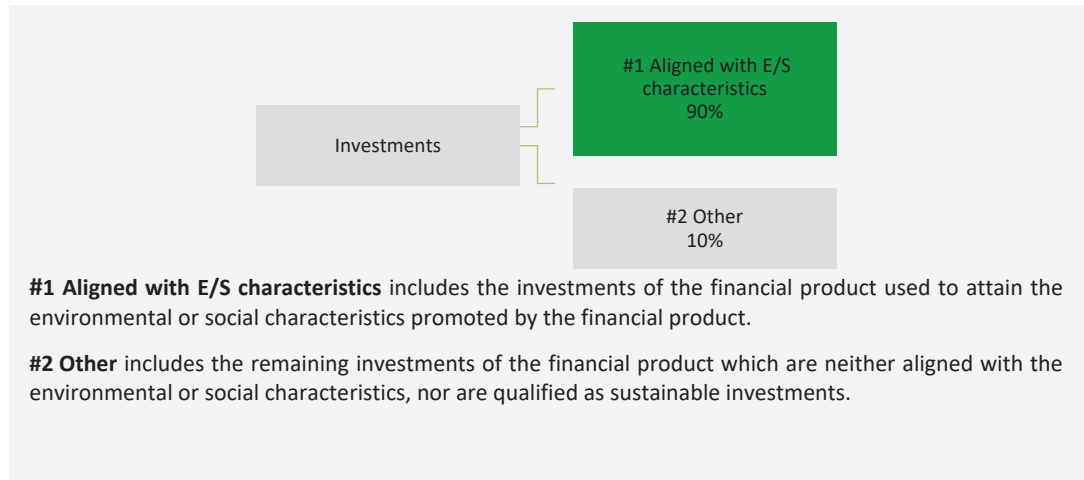 #1 Aligned with E/S
characteristics
90%
Investments
#2 Other
10%
#1 Aligned with E/S characteristics includes the investments of the financial product used to attain the
environmental or social characteristics promoted by the financial product.
#2 Other includes the remaining investments of the financial product which are neither aligned with the
environmental or social characteristics, nor are qualified as sustainable investments.